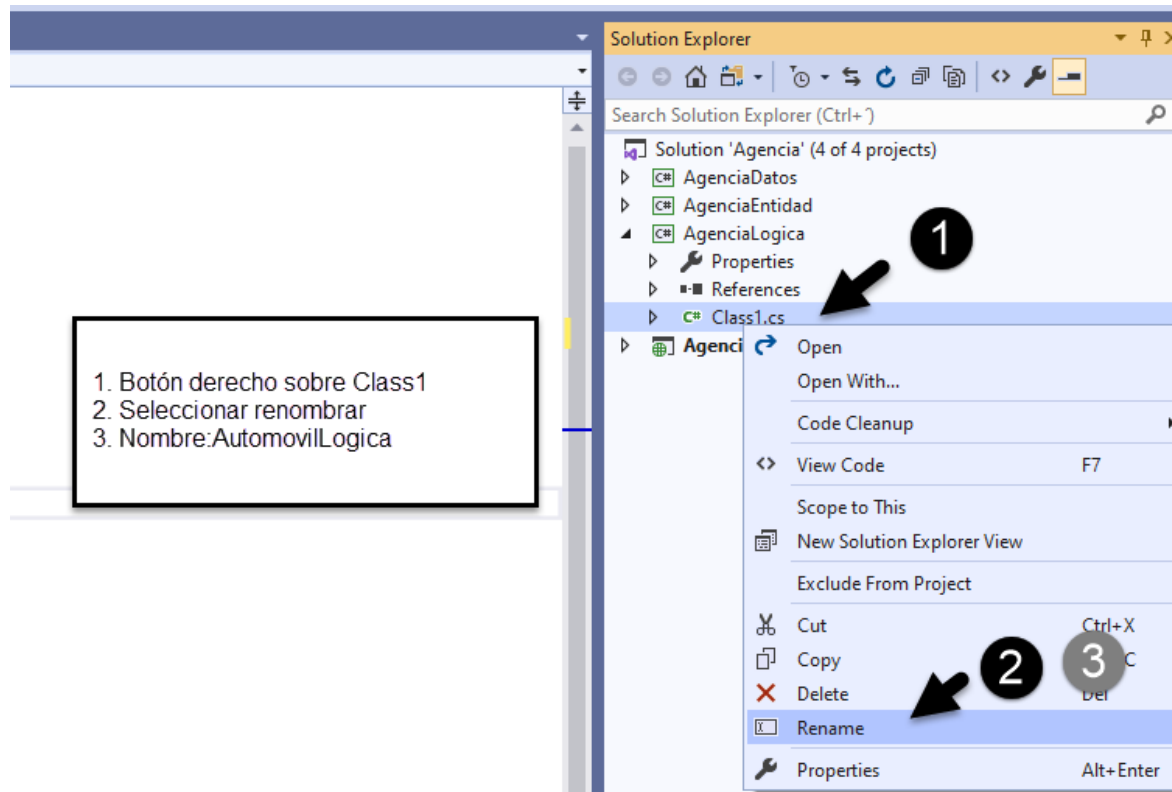 Solution Explorer
Search Solution Explorer (Ctrl+´)
Solution 'Agencia' (4 of 4 projects)
AgenciaDatos
AgenciaEntidad
AgenciaLogica
1
Properties
References
Class1.cs
Agenci
1. Botón derecho sobre Class1
2. Seleccionar renombrar
3. Nombre:AutomovilLogica
Open
Open With...
Code Cleanup
View Code F7
Scope to This
New Solution Explorer View
Exclude From Project
Cut Ctrl+X
Copy C
2 3
Delete Del
Rename
Properties Alt+Enter